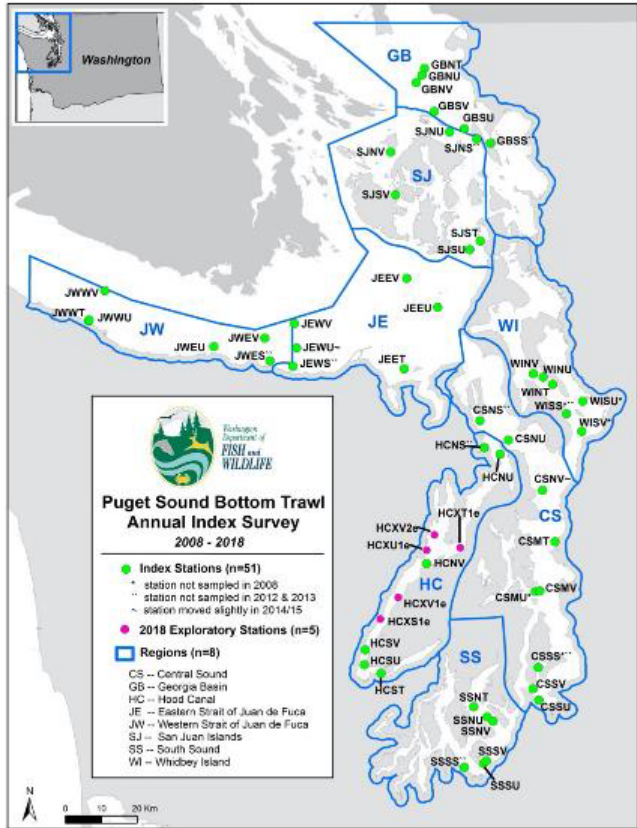 Washington
GB
GBNT
GBNU
GBNV
GBSV
GBSU
SJNU
SJNS¨
GBSS¨
SJNV
SJ
SJSV
SJST
SJSU
JEEV
JWWV
JWWT
JWWU
JW
JWEU
JWEV
JWES¨
JEWV
JEWU~
JEWS¨
JE
JEEU
JEET
WI
WINV
WINU
WINT
WISU*
WISS*¨
WISV*
CSNS¨
CSNU
HCNS¨
HCNU
CSNV~
CS
HCXT1e
HCXV2e
HCXU1e
HCNV
HC
HCXV1e
HCXS1e
CSMT
CSMU*
CSMV
HCSV
HCSU
HCST
SS
CSSS*¨
CSSV
CSSU
SSNT
SSNU
SSNV
SSSV
SSSS¨
SSSU
Washington
Department of
FISH and
WILDLIFE
Puget Sound Bottom Trawl
Annual Index Survey
2008 - 2018
Index Stations (n=51)
* station not sampled in 2008
¨ station not sampled in 2012 & 2013
~ station moved slightly in 2014/15
2018 Exploratory Stations (n=5)
Regions (n=8)
CS -- Central Sound
GB -- Georgia Basin
HC -- Hood Canal
JE -- Eastern Strait of Juan de Fuca
JW -- Western Strait of Juan de Fuca
SJ -- San Juan Islands
SS -- South Sound
WI -- Whidbey Island
N
0 10 20 Km